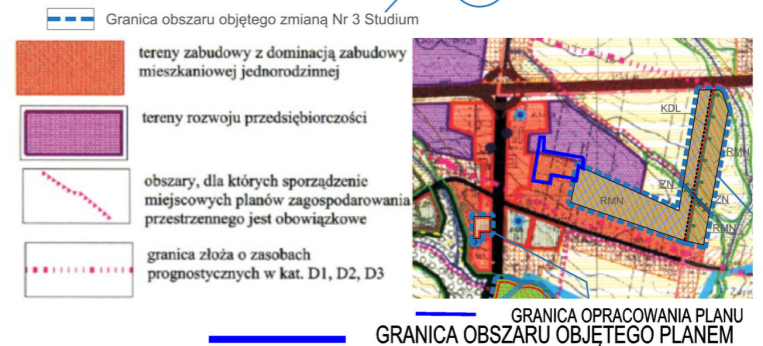 Granica obszaru objętego zmianą Nr 3 Studium
tereny zabudowy z dominacją zabudowy
mieszkaniowej jednorodzinnej
tereny rozwoju przedsiębiorczości
obszary, dla których sporządzenie
miejscowych planów zagospodarowania
przestrzennego jest obowiązkowe
granica złoża o zasobach
prognostycznych w kat. D1, D2, D3
KDL
RMN
ZN
ZN
RMN
RMN
GRANICA OPRACOWANIA PLANU
GRANICA OBSZARU OBJĘTEGO PLANEM